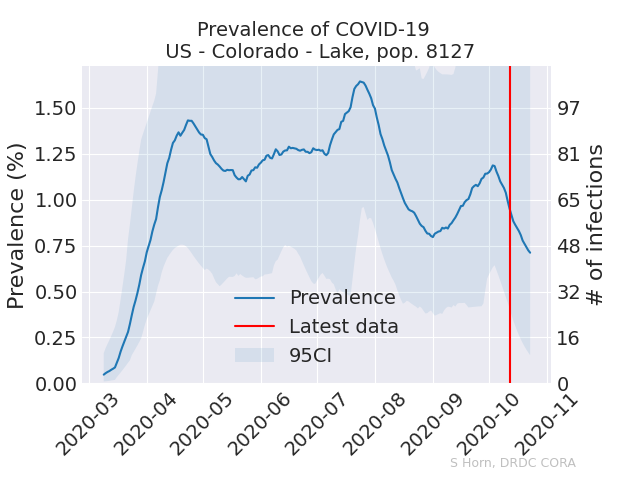 Prevalence of COVID-19
US - Colorado - Lake, pop. 8127
Prevalence (%)
1.50
1.25
1.00
0.75
0.50
0.25
0.00
97
81
65
48
32
16
0
# of infections
Prevalence
Latest data
95CI
2020-03
2020-04
2020-05
2020-06
2020-07
2020-08
2020-09
2020-10
2020-11
S Horn, DRDC CORA